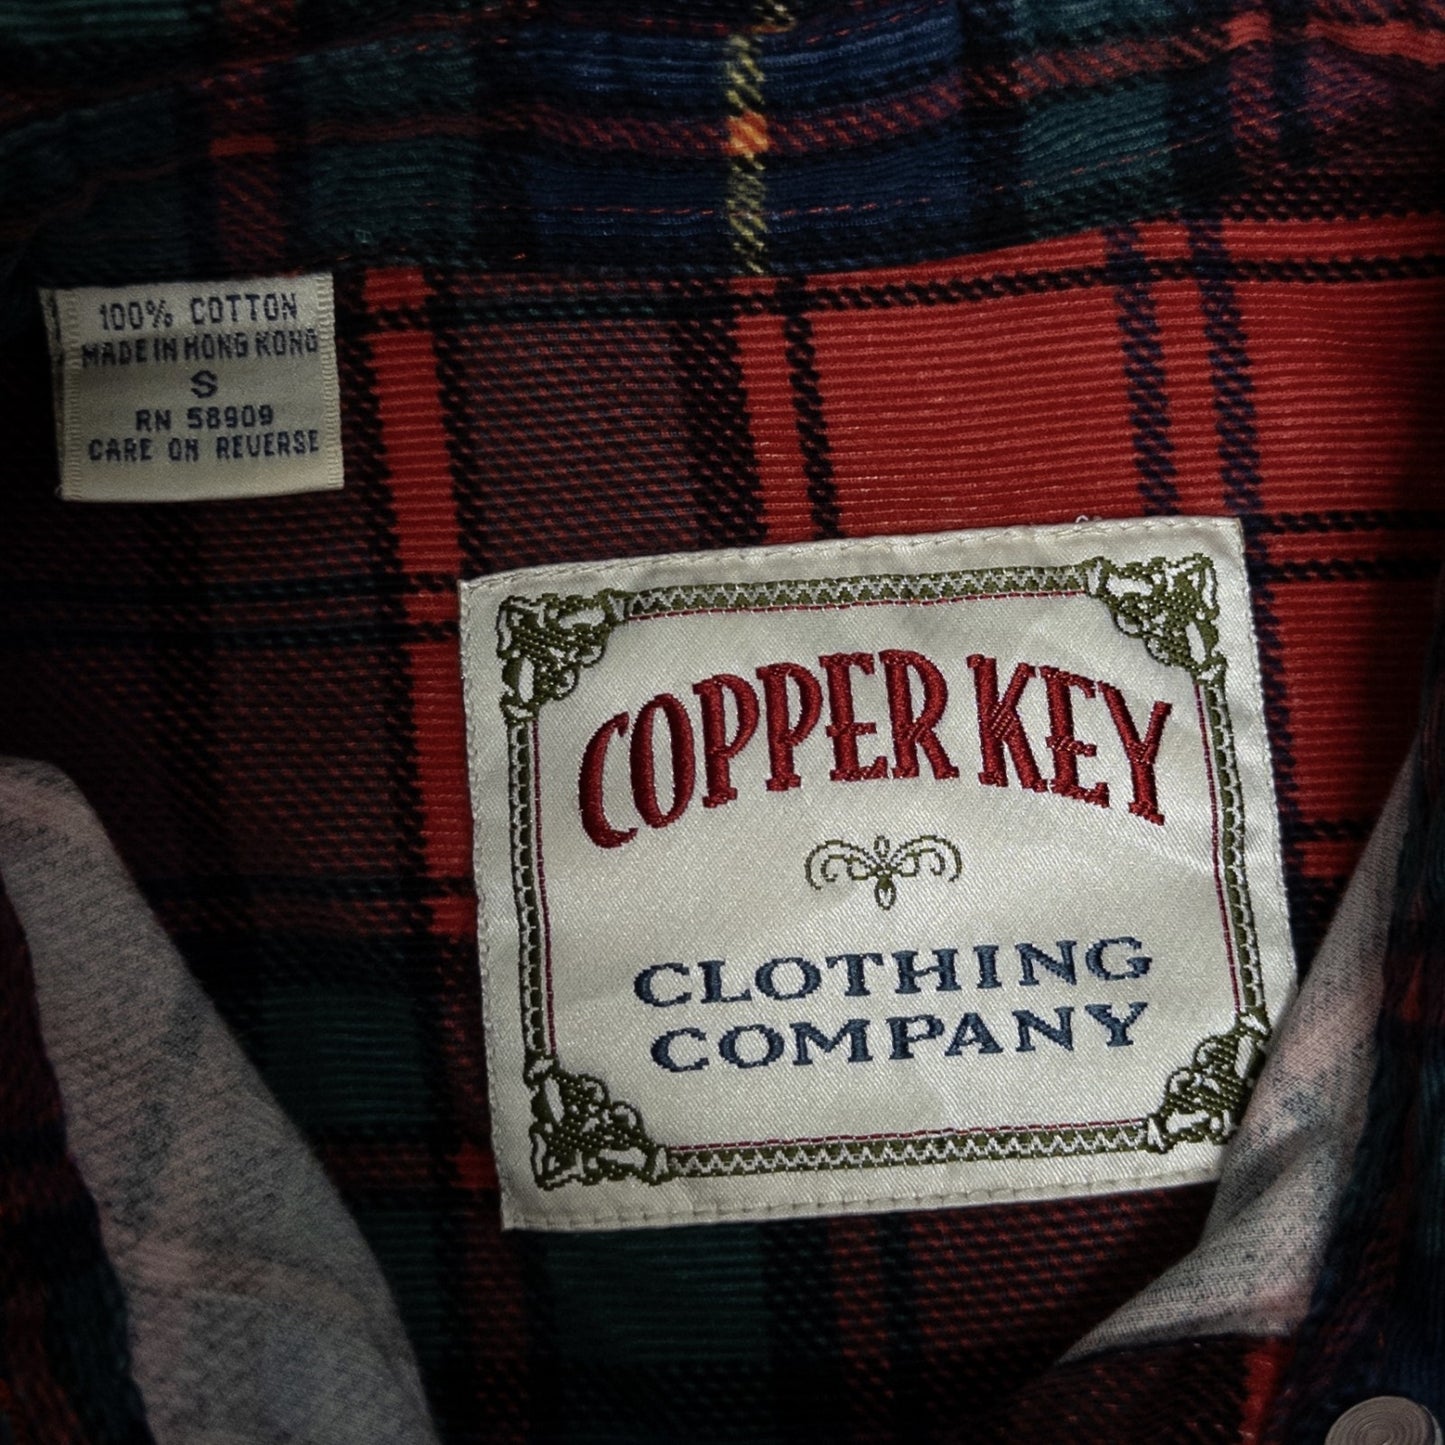 100% COTTON
MADE IN HONG KONG
S
RN 58909
CARE ON REVERSE
COPPER KEY
CLOTHING
COMPANY